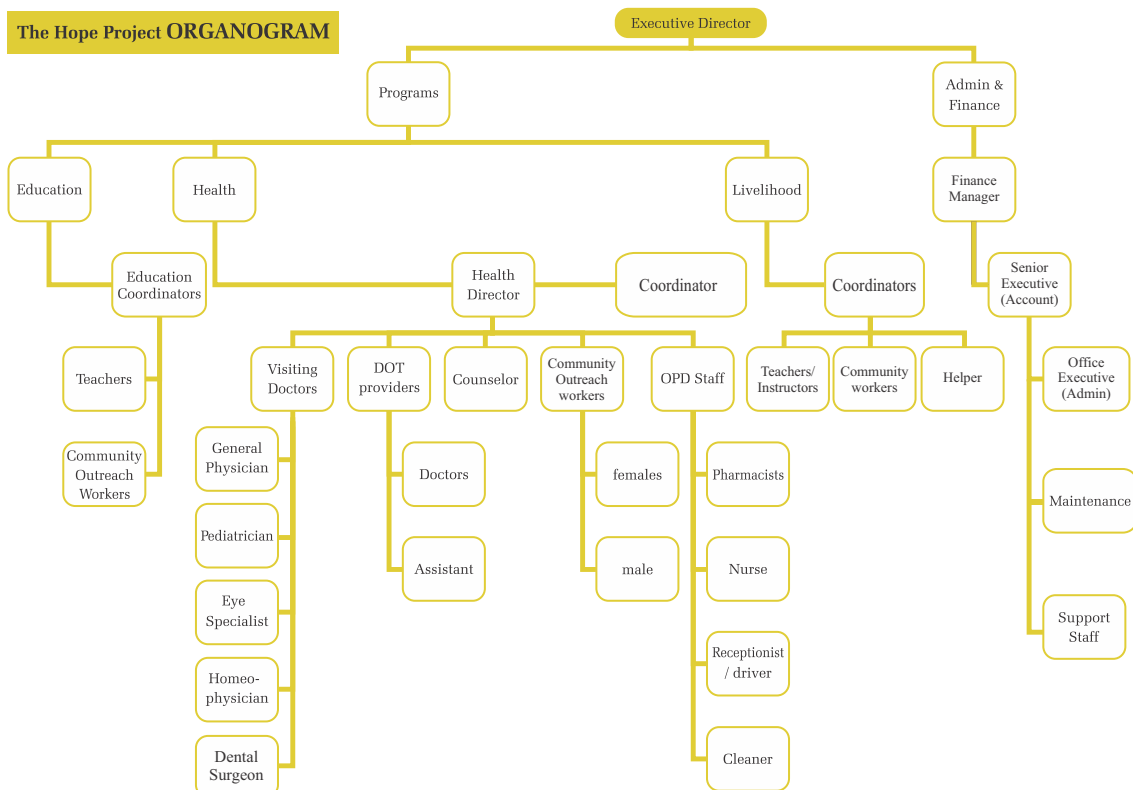 The Hope Project ORGANOGRAM
Executive Director
Programs
Admin &
Finance
Education
Health
Livelihood
Finance
Manager
Education
Coordinators
Health
Director
Coordinator
Coordinators
Senior
Executive
(Account)
Teachers
Visiting
Doctors
DOT
providers
Counselor
Community
Outreach
workers
OPD Staff
Teachers/
Instructors
Community
workers
Helper
Office
Executive
(Admin)
Community
Outreach
Workers
General
Physician
Doctors
females
Pharmacists
Maintenance
Pediatrician
Assistant
male
Nurse
Eye
Specialist
Support
Staff
Homeo-
physician
Receptionist
/ driver
Dental
Surgeon
Cleaner